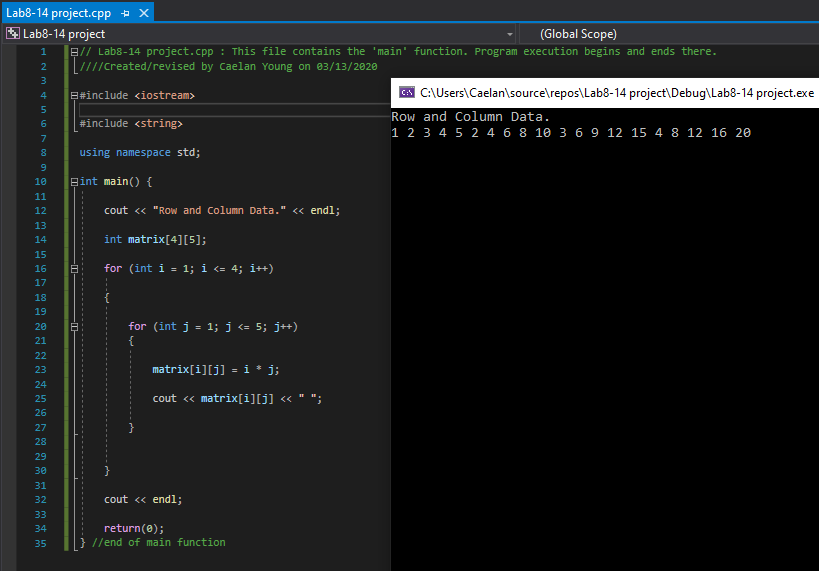 Lab8-14 project.cpp
Lab8-14 project (Global Scope)
1 // Lab8-14 project.cpp : This file contains the 'main' function. Program execution begins and ends there.
2 ////Created/revised by Caelan Young on 03/13/2020
3
4 #include <iostream>
5
6 #include <string>
7
8 using namespace std;
9
10 int main() {
11
12 cout << "Row and Column Data." << endl;
13
14 int matrix[4][5];
15
16 for (int i = 1; i <= 4; i++)
17
18 {
19
20 for (int j = 1; j <= 5; j++)
21 {
22
23 matrix[i][j] = i * j;
24
25 cout << matrix[i][j] << " ";
26
27 }
28
29
30 }
31
32 cout << endl;
33
34 return(0);
35 } //end of main function
C:\Users\Caelan\source\repos\Lab8-14 project\Debug\Lab8-14 project.exe
Row and Column Data.
1 2 3 4 5 2 4 6 8 10 3 6 9 12 15 4 8 12 16 20